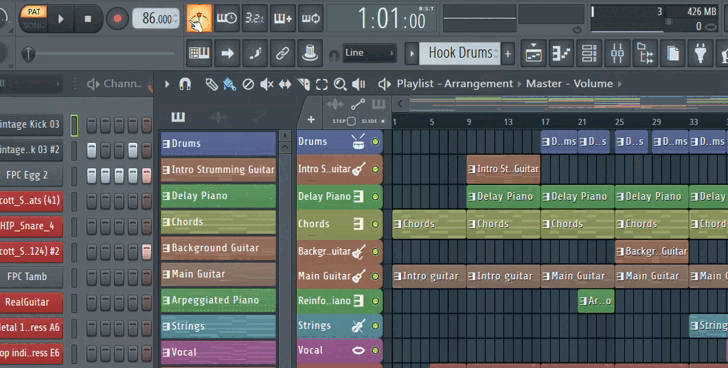 PAT
SONG
86.000
3.2.
1:01:00
B:S:T
3
426 MB
0
Line
Hook Drums
Chann..
Playlist - Arrangement ▸ Master - Volume ▸
STEP
SLIDE
1 5 9 13 17 21 25 29 33
intage Kick 03
intage..k 03 #2
FPC Egg 2
cott_S..ats (41)
HIP_Snare_4
ott_S..124) #2
FPC Tamb
RealGuitar
Metal 1..ress A6
op indi..ress E6
Drums
Intro Strumming Guitar
Delay Piano
Chords
Background Guitar
Main Guitar
Arpeggiated Piano
Strings
Vocal
Drums
D..ms D..s D..s D..ms D..ms
Intro S..uitar
Intro St..Guitar
Delay Piano
Delay Piano Delay Piano Delay Piano Delay
Chords
Chords Chords Chords Chords Chords
Backgr..uitar
Backgr..Guitar
Main Guitar
Intro guitar Intro guitar Main Guitar Main Guitar Main
Reinfo..iano
Ar..o
Strings
String
Vocal